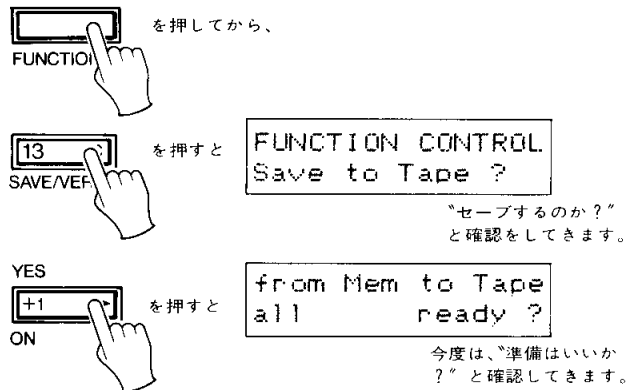 を押してから、
FUNCTIO
13
を押すと
SAVE/VER
FUNCTION CONTROL
Save to Tape ?
"セーブするのか?"
と確認をしてきます。
YES
+1
を押すと
ON
from Mem to Tape
all ready ?
今度は、"準備はいいか
?" と確認してきます。